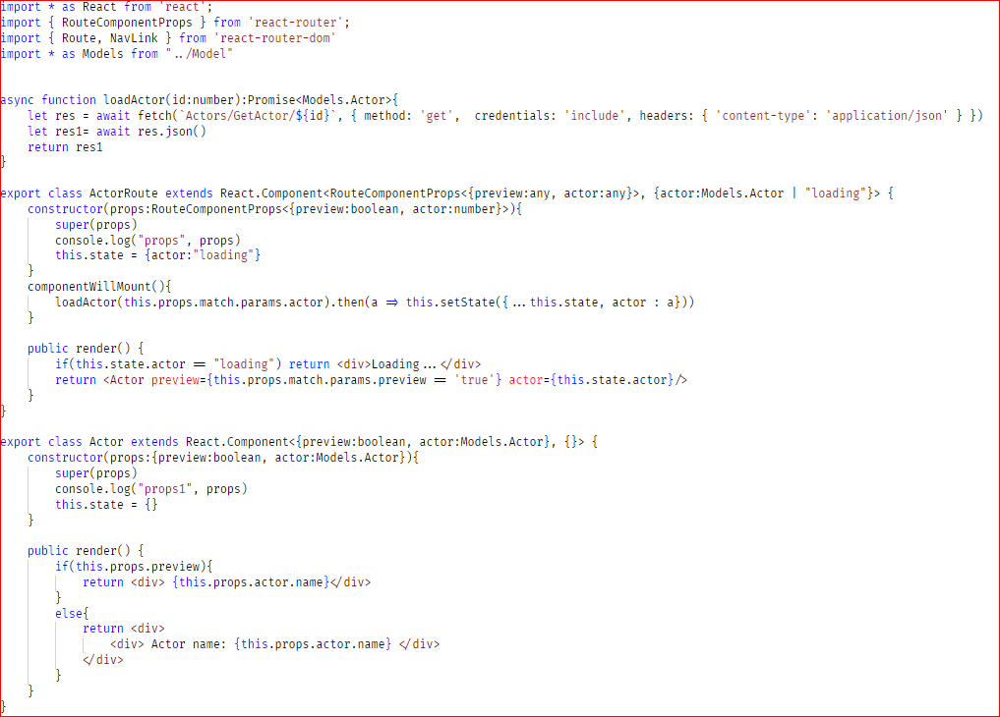 import * as React from 'react';
import { RouteComponentProps } from 'react-router';
import { Route, NavLink } from 'react-router-dom'
import * as Models from "../Model"
async function loadActor(id:number):Promise<Models.Actor>{
    let res = await fetch(`Actors/GetActor/${id}`, { method: 'get',  credentials: 'include', headers: { 'content-type': 'application/json' } })
    let res1= await res.json()
    return res1
}
export class ActorRoute extends React.Component<RouteComponentProps<{preview:any, actor:any}>, {actor:Models.Actor | "loading"}> {
    constructor(props:RouteComponentProps<{preview:boolean, actor:number}>){
        super(props)
        console.log("props", props)
        this.state = {actor:"loading"}
    }
    componentWillMount(){
        loadActor(this.props.match.params.actor).then(a => this.setState({...this.state, actor : a}))
    }
    public render() {
        if(this.state.actor == "loading") return <div>Loading...</div>
        return <Actor preview={this.props.match.params.preview == 'true'} actor={this.state.actor}/>
    }
}
export class Actor extends React.Component<{preview:boolean, actor:Models.Actor}, {}> {
    constructor(props:{preview:boolean, actor:Models.Actor}){
        super(props)
        console.log("props1", props)
        this.state = {}
    }
    public render() {
        if(this.props.preview){
            return <div> {this.props.actor.name}</div>
        }
        else{
            return <div>
                <div> Actor name: {this.props.actor.name} </div>
            </div>
        }
    }
}